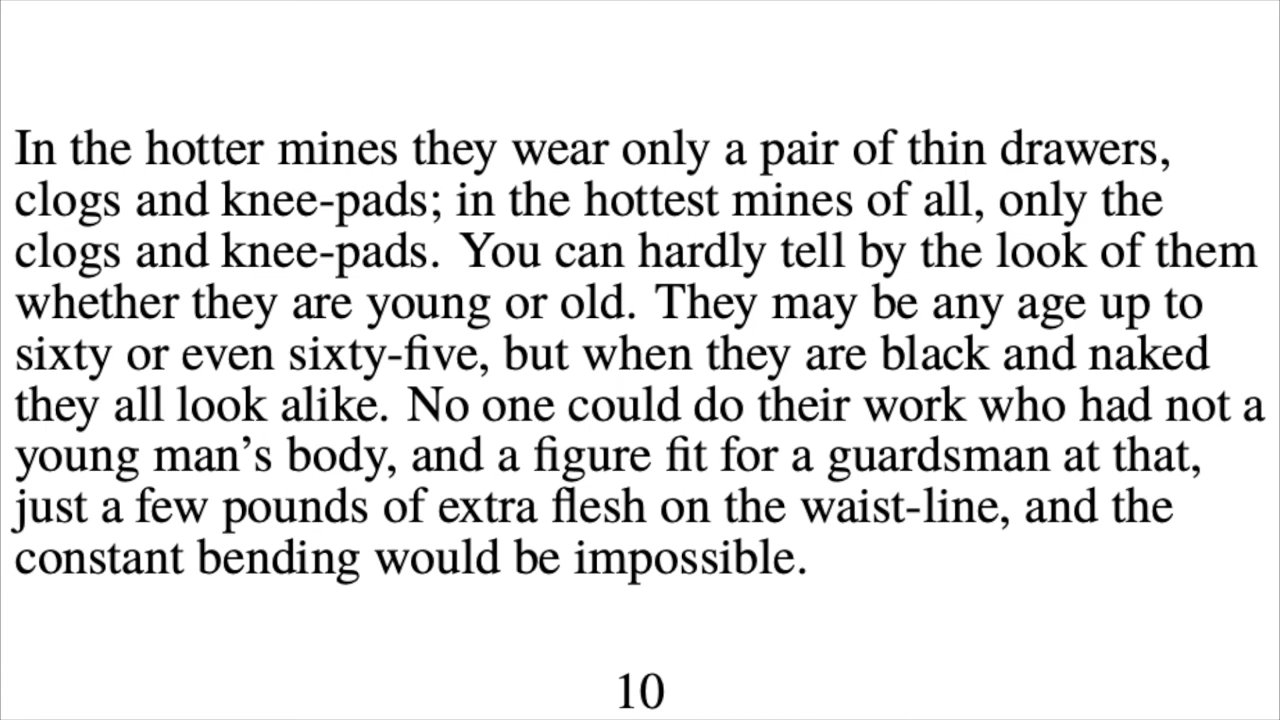 In the hotter mines they wear only a pair of thin drawers,
clogs and knee-pads; in the hottest mines of all, only the
clogs and knee-pads. You can hardly tell by the look of them
whether they are young or old. They may be any age up to
sixty or even sixty-five, but when they are black and naked
they all look alike. No one could do their work who had not a
young man’s body, and a figure fit for a guardsman at that,
just a few pounds of extra flesh on the waist-line, and the
constant bending would be impossible.
10